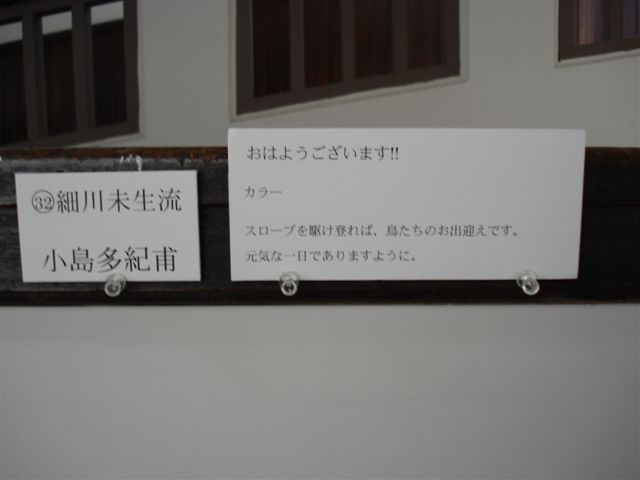 ㉜細川未生流
小島多紀甫
おはようございます!!
カラー
スロープを駆け登れば、鳥たちのお出迎えです。
元気な一日でありますように。